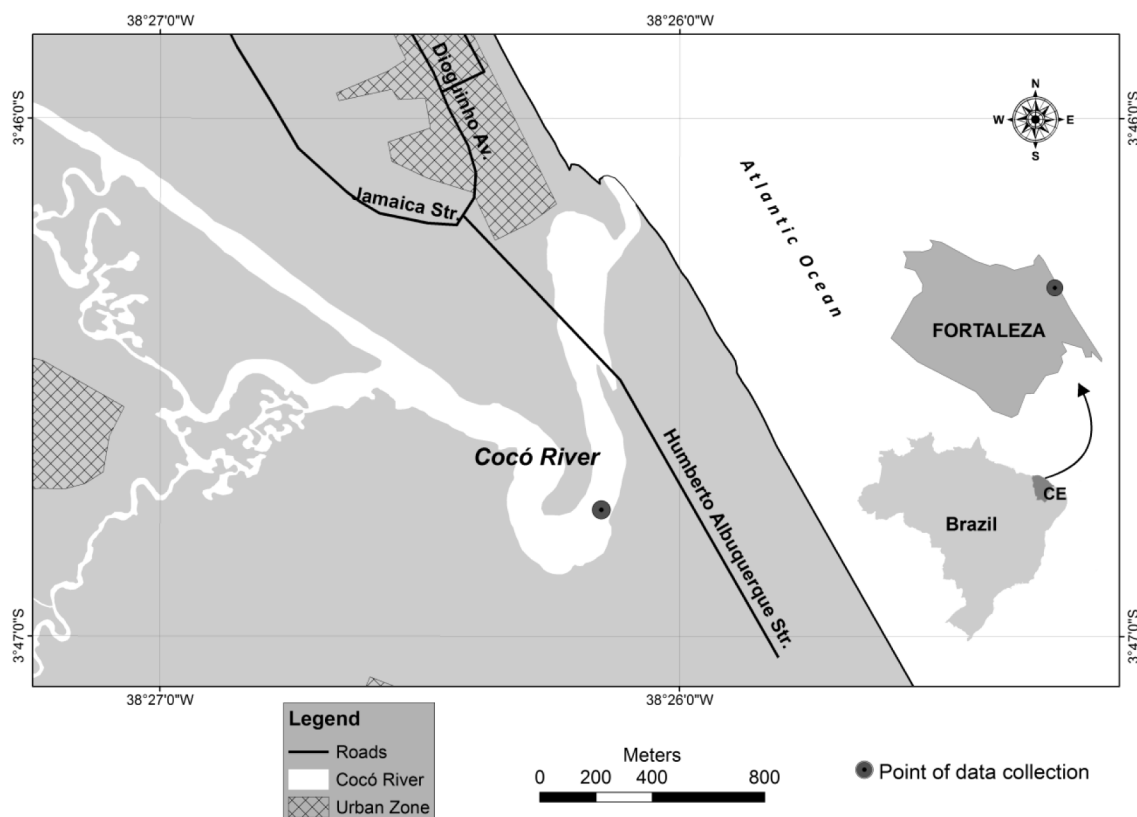 38°27'0"W
38°26'0"W
3°46'0"S
3°46'0"S
Dioguinho Av.
Jamaica Str.
N
W
E
S
Atlantic Ocean
FORTALEZA
Cocó River
Humberto Albuquerque Str.
CE
Brazil
3°47'0"S
3°47'0"S
38°27'0"W
38°26'0"W
Legend
Roads
Cocó River
Urban Zone
Meters
0 200 400 800
Point of data collection